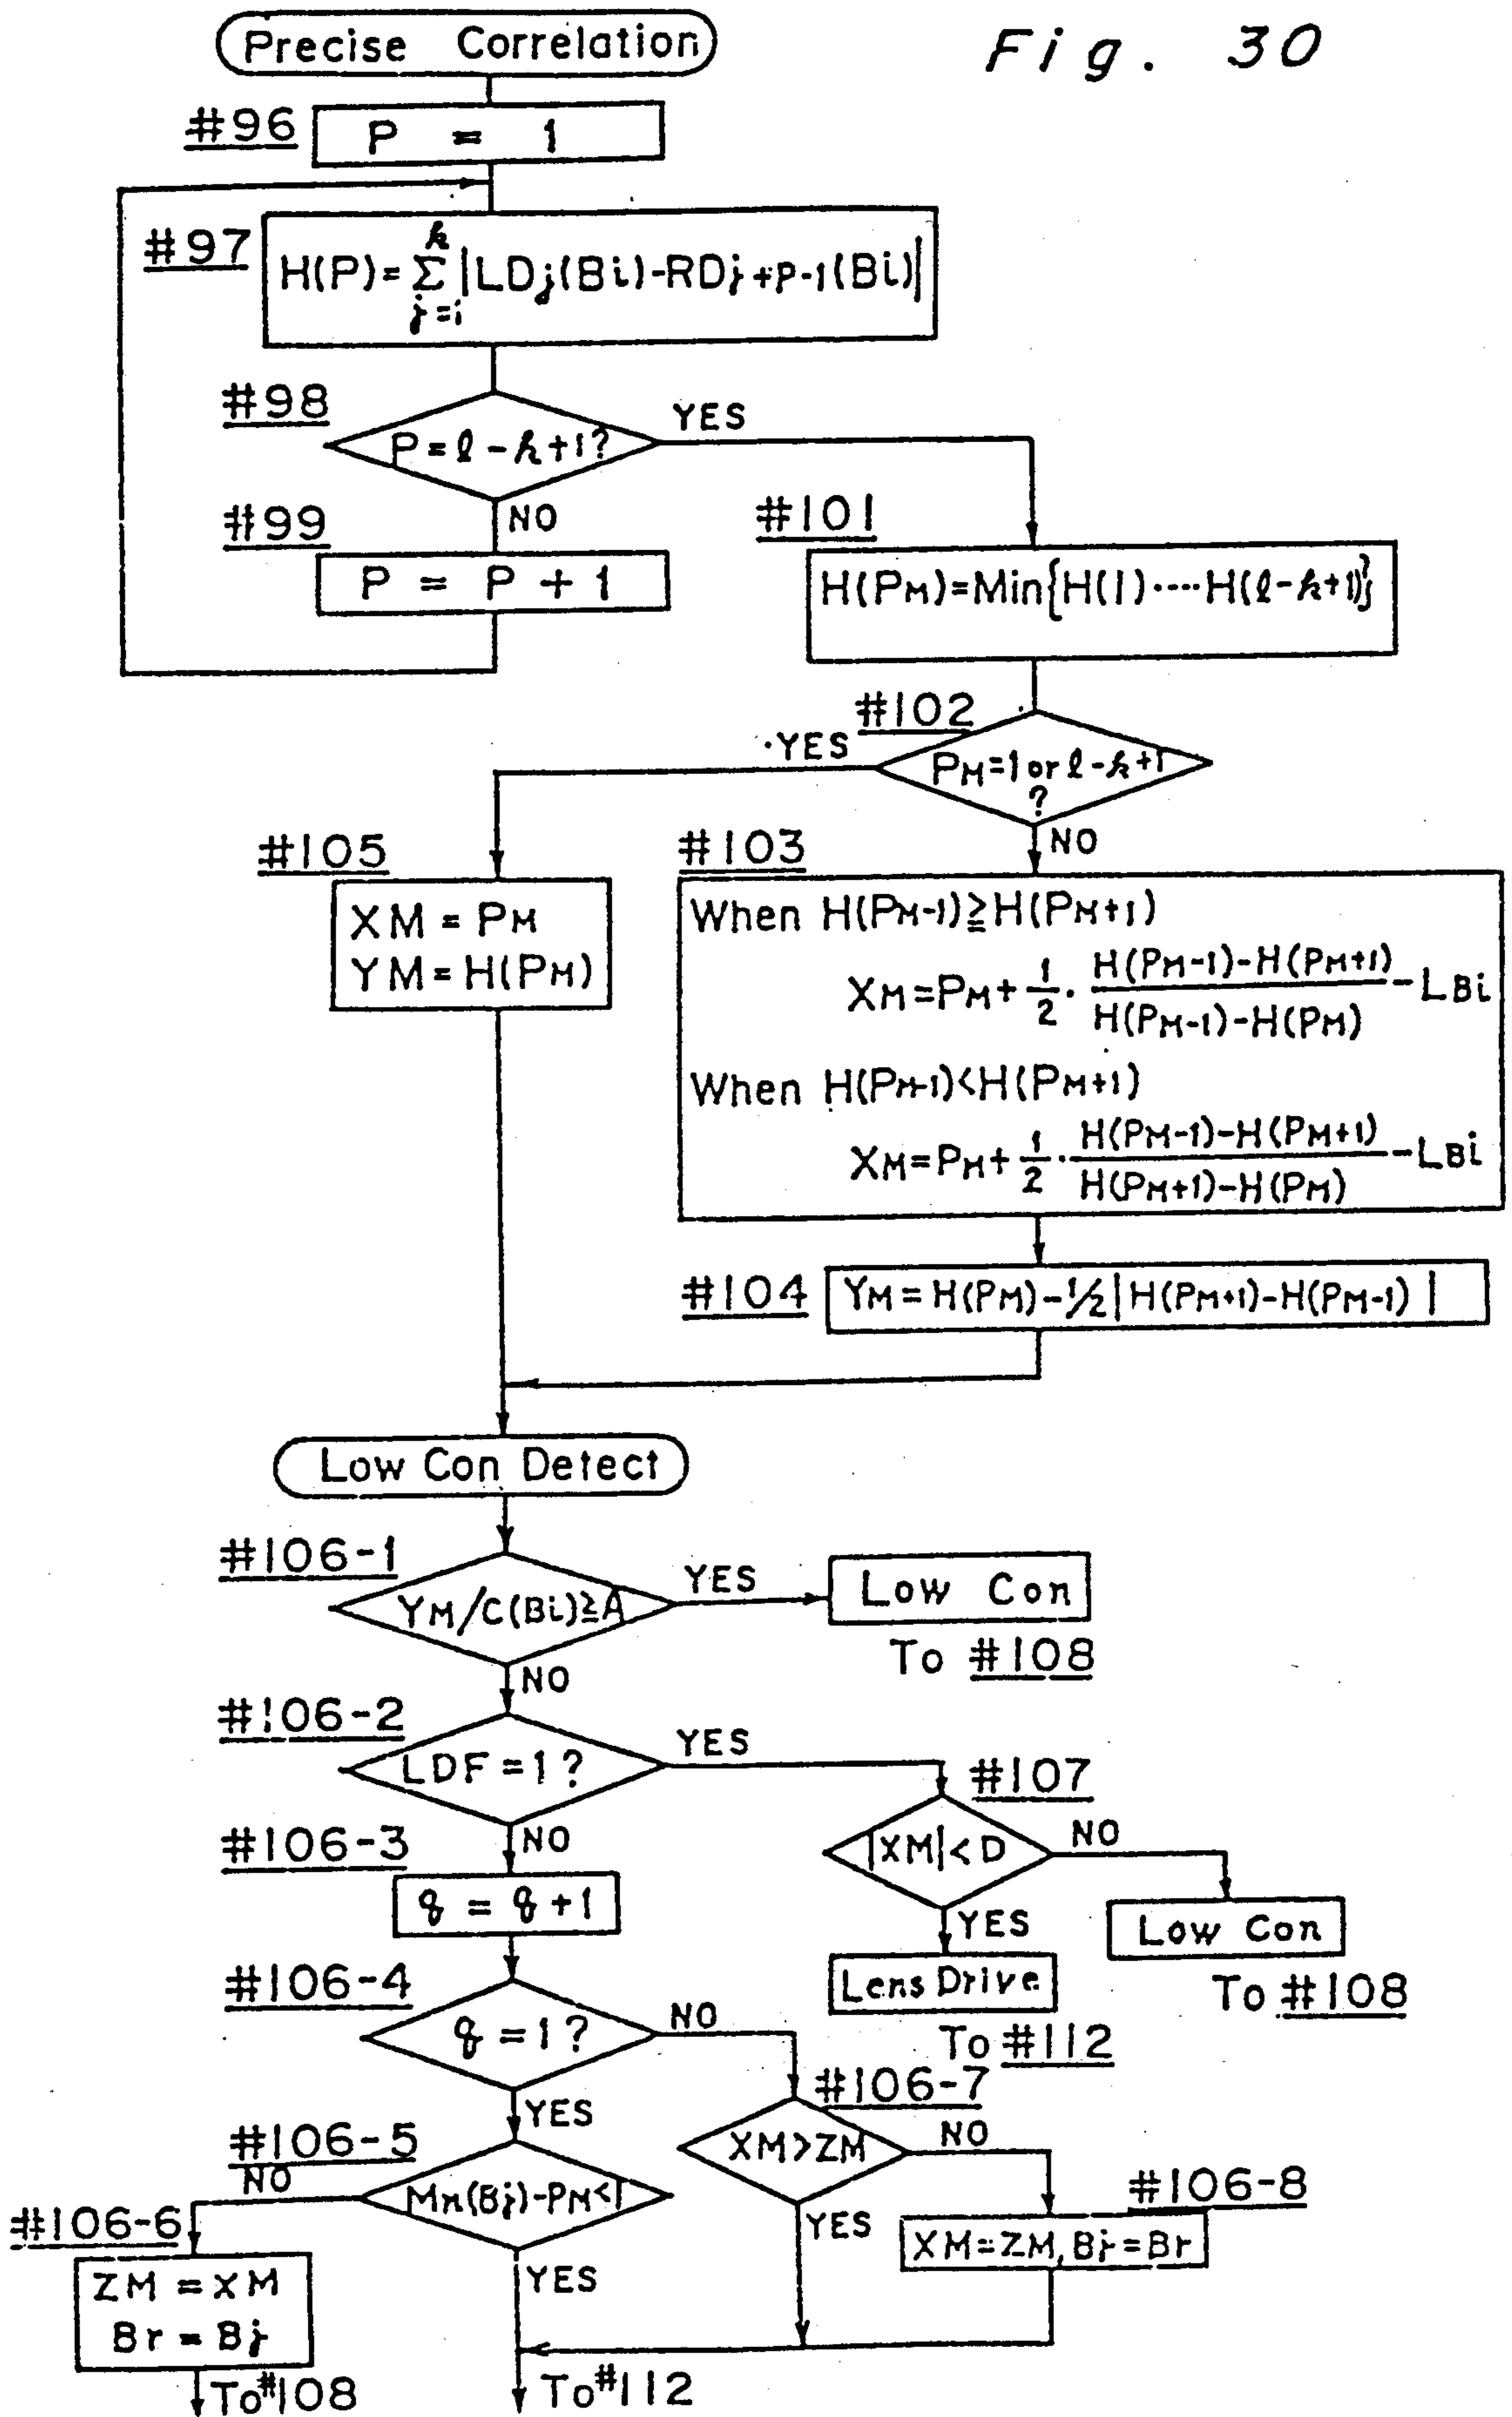 Fig. 30
Precise Correlation
#96
P = 1
#97
H(P)=Σ|LDj(Bi)-RDj+P-1(Bi)|
k
j=i
#98
P=ℓ-k+1?
YES
NO
#99
P = P + 1
#101
H(PM)=Min{H(1)····H(ℓ-k+1)}
#102
PM=1 or ℓ-k+1
?
YES
NO
#105
XM = PM
YM = H(PM)
#103
When H(PM-1)≧H(PM+1)
XM=PM+ 1/2 · H(PM-1)-H(PM+1) / H(PM-1)-H(PM) -LBi
When H(PM-1)<H(PM+1)
XM=PM+ 1/2 · H(PM-1)-H(PM+1) / H(PM+1)-H(PM) -LBi
#104
YM=H(PM)-1/2|H(PM+1)-H(PM-1)|
Low Con Detect
#106-1
YM/C(Bi)≧A
YES
Low Con
To #108
NO
#106-2
LDF=1?
YES
#107
|XM|<D
NO
Low Con
To #108
YES
Lens Drive
To #112
NO
#106-3
q = q+1
#106-4
q=1?
NO
YES
#106-7
XM>ZM
NO
YES
#106-8
XM=ZM, Bj=Br
#106-5
Mn(Bj)-PM<1
NO
YES
#106-6
ZM = XM
Br = Bj
To #108
To #112